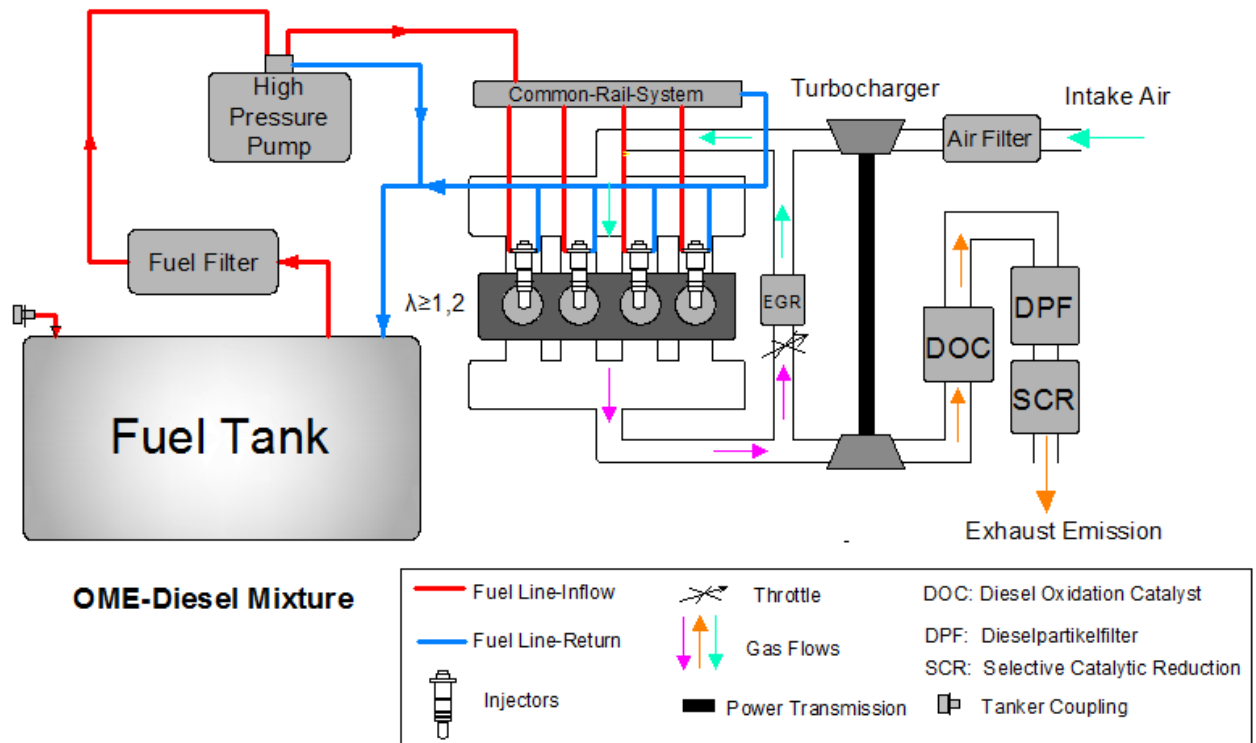 High
Pressure
Pump
Common-Rail-System
Turbocharger
Intake Air
Air Filter
Fuel Filter
λ≥1,2
EGR
DOC
DPF
SCR
Fuel Tank
Exhaust Emission
OME-Diesel Mixture
Fuel Line-Inflow
Fuel Line-Return
Injectors
Throttle
Gas Flows
Power Transmission
DOC: Diesel Oxidation Catalyst
DPF: Dieselpartikelfilter
SCR: Selective Catalytic Reduction
Tanker Coupling